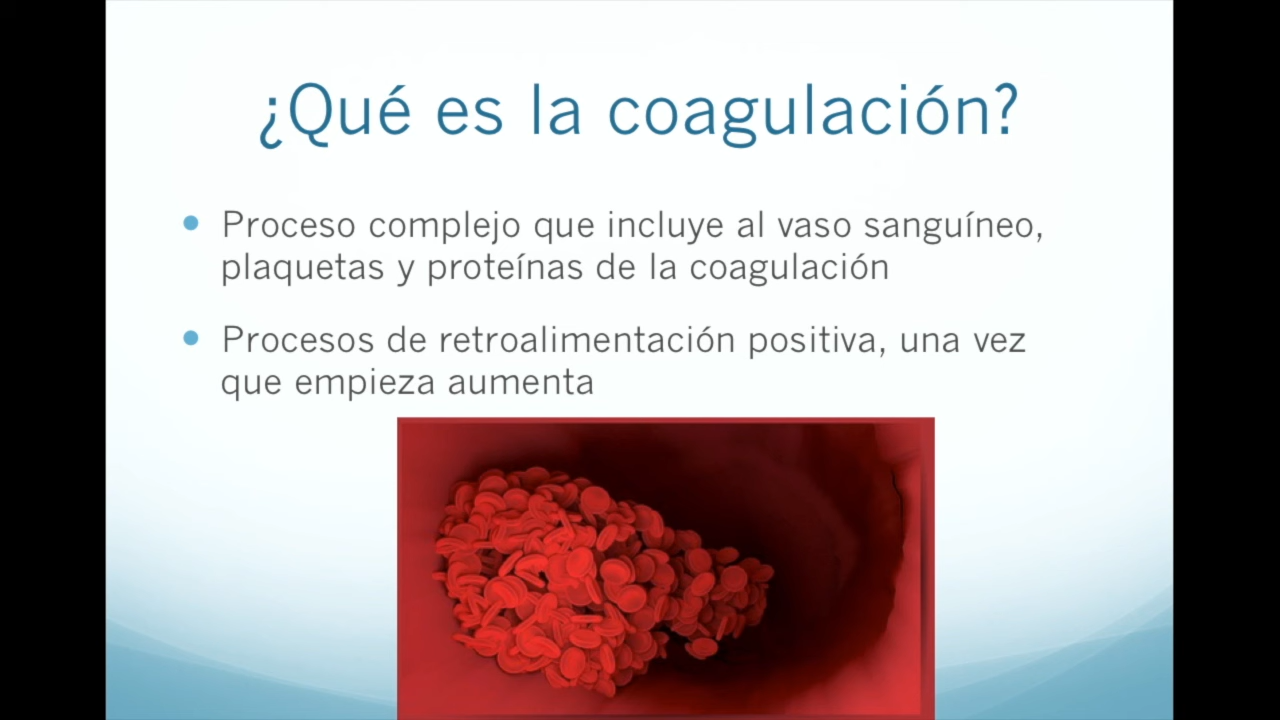 ¿Qué es la coagulación?
• Proceso complejo que incluye al vaso sanguíneo,
plaquetas y proteínas de la coagulación
• Procesos de retroalimentación positiva, una vez
que empieza aumenta